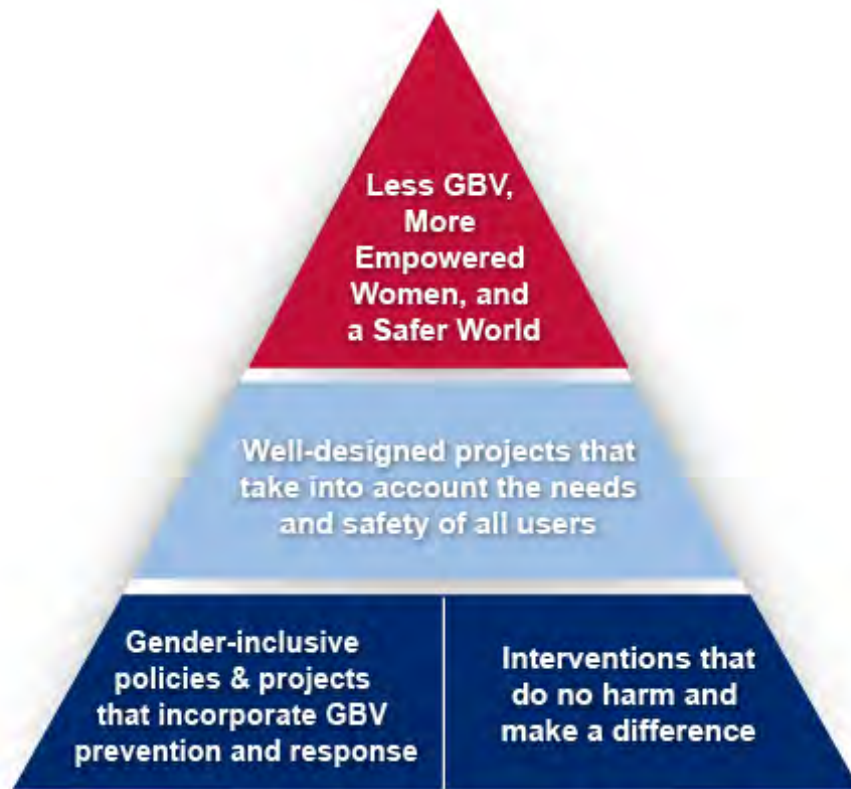 Less GBV,
More
Empowered
Women, and
a Safer World
Well-designed projects that
take into account the needs
and safety of all users
Gender-inclusive
policies & projects
that incorporate GBV
prevention and response
Interventions that
do no harm and
make a difference